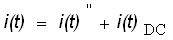 i(t) = i(t) " + i(t) DC